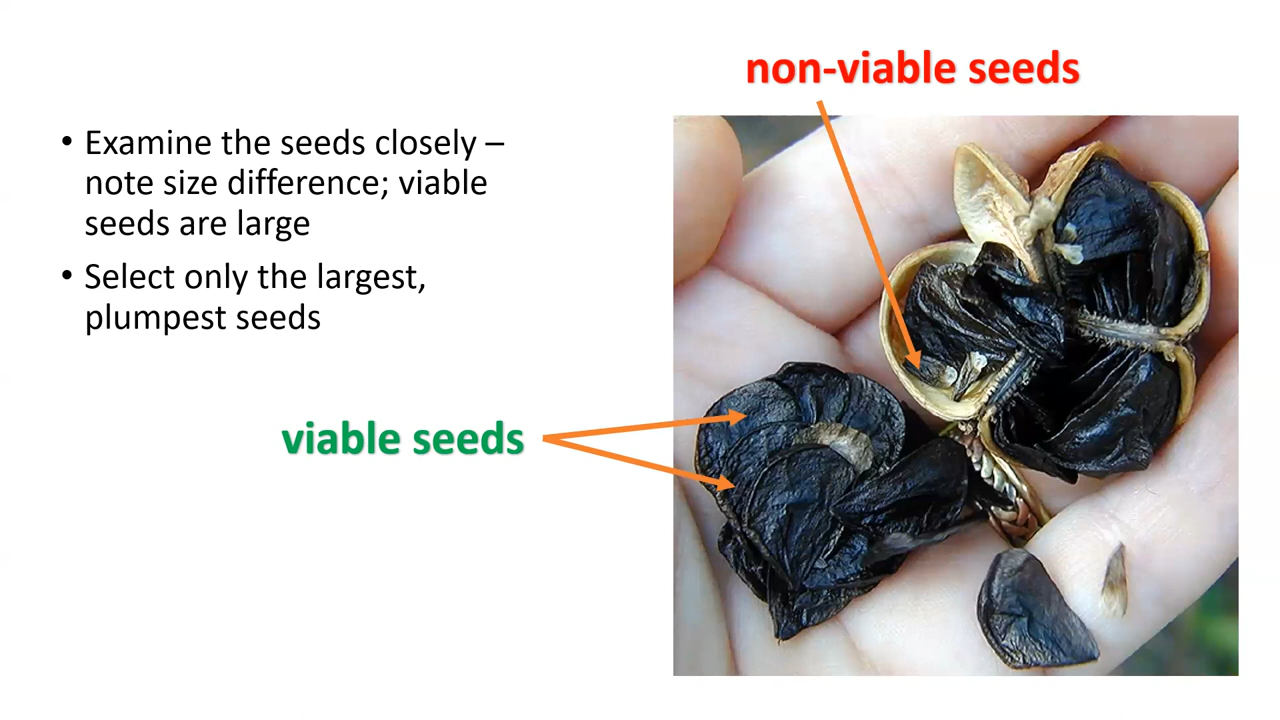 non-viable seeds
• Examine the seeds closely –
note size difference; viable
seeds are large
• Select only the largest,
plumpest seeds
viable seeds